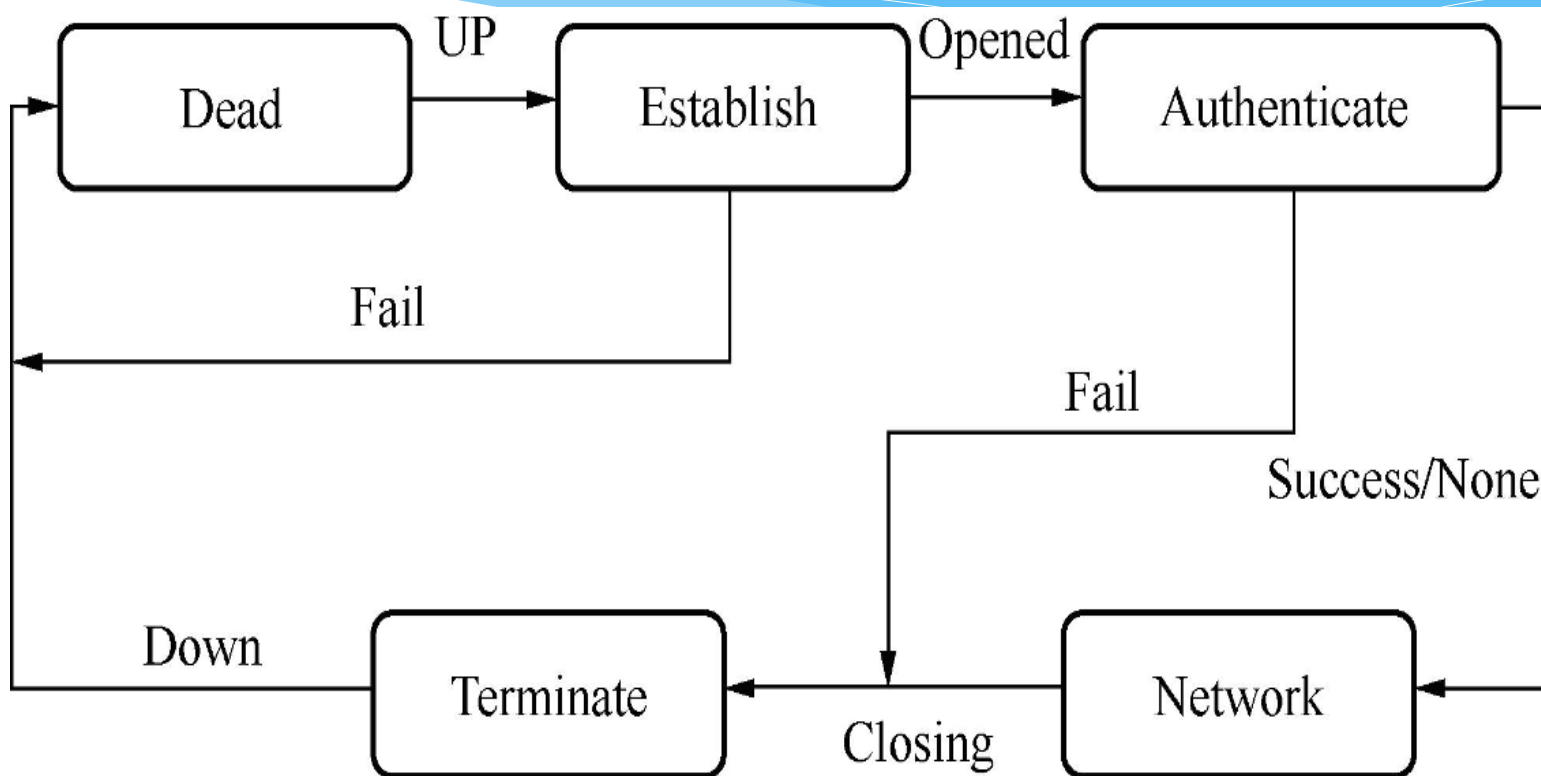 UP
Opened
Dead
Establish
Authenticate
Fail
Fail
Success/None
Down
Terminate
Closing
Network